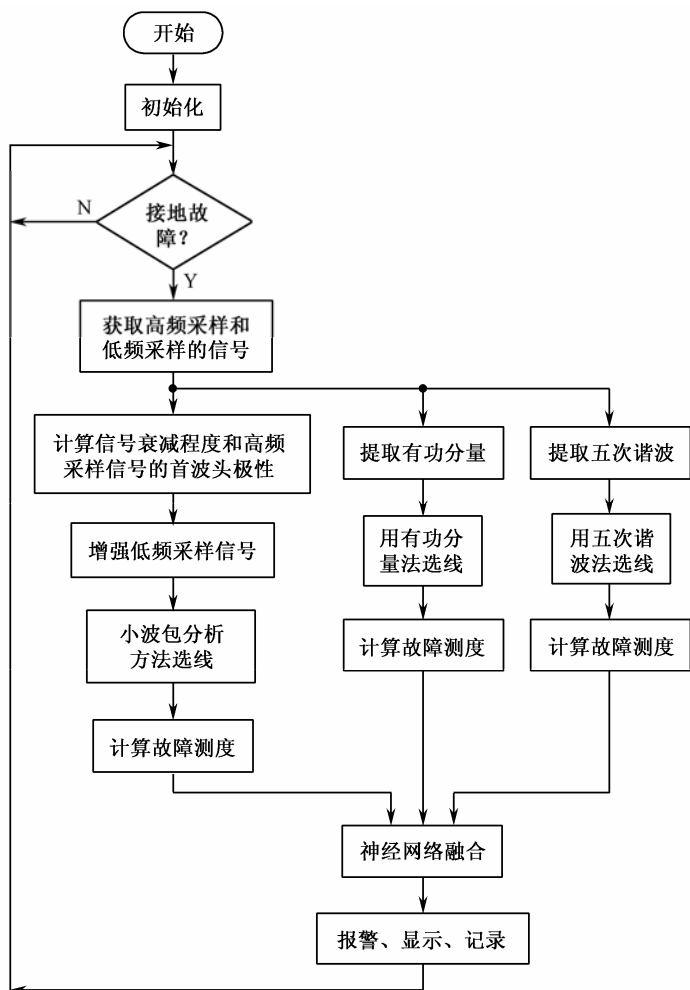 开始
初始化
N
接地故
障？
Y
获取高频采样和
低频采样的信号
计算信号衰减程度和高频
采样信号的首波头极性
提取有功分量
提取五次谐波
增强低频采样信号
用有功分
量法选线
用五次谐
波法选线
小波包分析
方法选线
计算故障测度
计算故障测度
计算故障测度
神经网络融合
报警、显示、记录